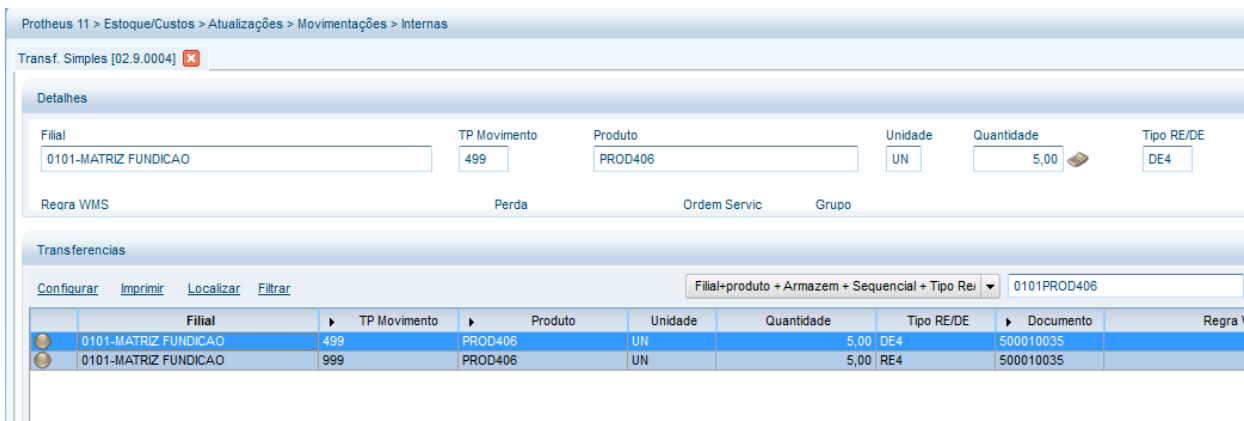 Protheus 11 > Estoque/Custos > Atualizações > Movimentações > Internas
Transf. Simples [02.9.0004]
Detalhes
Filial TP Movimento Produto Unidade Quantidade Tipo RE/DE
0101-MATRIZ FUNDICAO 499 PROD406 UN 5,00 DE4
Regra WMS Perda Ordem Servic Grupo
Transferencias
Configurar Imprimir Localizar Filtrar Filial+produto + Armazem + Sequencial + Tipo Re/ 0101PROD406
Filial TP Movimento Produto Unidade Quantidade Tipo RE/DE Documento Regra
0101-MATRIZ FUNDICAO 499 PROD406 UN 5,00 DE4 500010035
0101-MATRIZ FUNDICAO 999 PROD406 UN 5,00 RE4 500010035